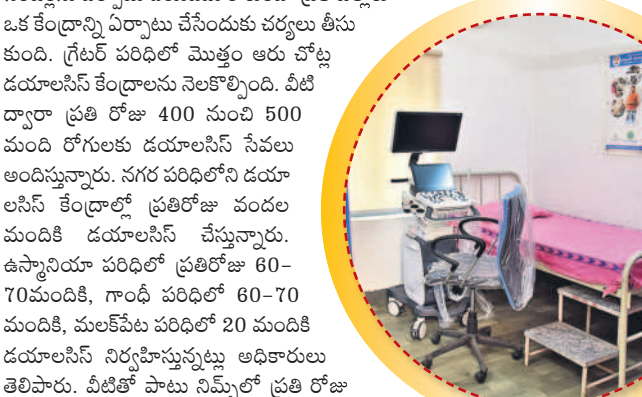 ఒక కేంద్రాన్ని ఏర్పాటు చేసేందుకు చర్యలు తీసు
కుంది. గ్రేటర్ పరిధిలో మొత్తం ఆరు చోట్ల
డయాలసిస్ కేంద్రాలను నెలకొల్పింది. వీటి
ద్వారా ప్రతి రోజు 400 నుంచి 500
మంది రోగులకు డయాలసిస్ సేవలు
అందిస్తున్నారు. నగర పరిధిలోని డయా
లసిస్ కేంద్రాల్లో ప్రతిరోజు వందల
మందికి డయాలసిస్ చేస్తున్నారు.
ఉస్మానియా పరిధిలో ప్రతిరోజు 60-
70మందికి, గాంధీ పరిధిలో 60-70
మందికి, మలక్‌పేట పరిధిలో 20 మందికి
డయాలసిస్ నిర్వహిస్తున్నట్లు అధికారులు
తెలిపారు. వీటితో పాటు నిమ్స్‌లో ప్రతి రోజు